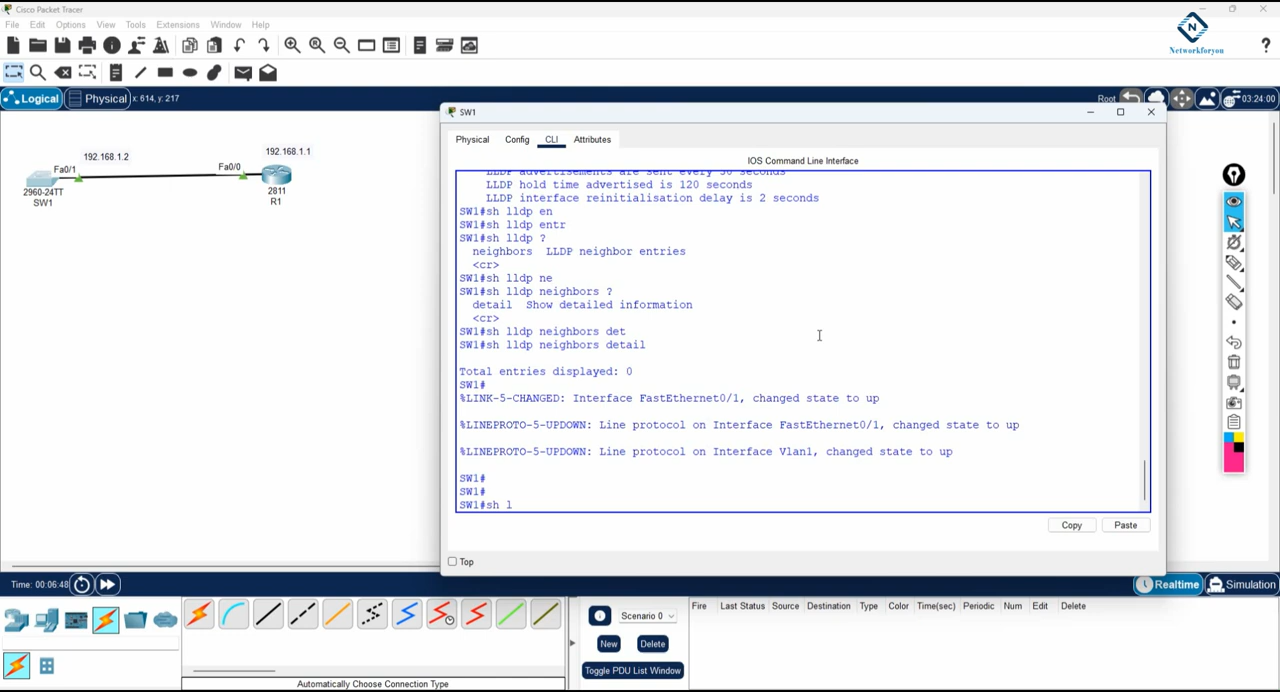 Cisco Packet Tracer
File Edit Options View Tools Extensions Window Help
N
Networkforyou
?
Logical Physical x: 614, y: 217
Root
03:24:00
SW1
Physical Config CLI Attributes
IOS Command Line Interface
192.168.1.2
192.168.1.1
Fa0/1
Fa0/0
2960-24TT
SW1
2811
R1
LLDP advertisements are sent every 30 seconds
LLDP hold time advertised is 120 seconds
LLDP interface reinitialisation delay is 2 seconds
SW1#sh lldp en
SW1#sh lldp entr
SW1#sh lldp ?
neighbors LLDP neighbor entries
<cr>
SW1#sh lldp ne
SW1#sh lldp neighbors ?
detail Show detailed information
<cr>
SW1#sh lldp neighbors det
SW1#sh lldp neighbors detail
Total entries displayed: 0
SW1#
%LINK-5-CHANGED: Interface FastEthernet0/1, changed state to up
%LINEPROTO-5-UPDOWN: Line protocol on Interface FastEthernet0/1, changed state to up
%LINEPROTO-5-UPDOWN: Line protocol on Interface Vlan1, changed state to up
SW1#
SW1#
SW1#sh l
Copy Paste
Top
Time: 00:06:48
Realtime Simulation
Scenario 0
New Delete
Toggle PDU List Window
Fire Last Status Source Destination Type Color Time(sec) Periodic Num Edit Delete
Automatically Choose Connection Type